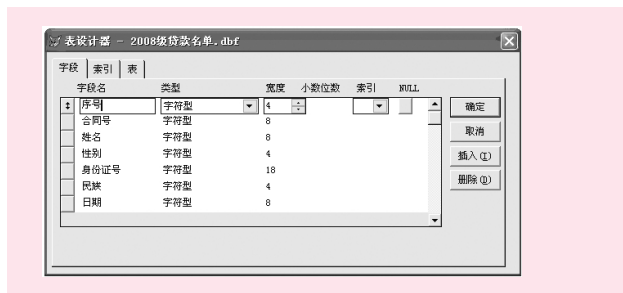 表设计器 - 2008级贷款名单.dbf
字段 索引 表
字段名 类型 宽度 小数位数 索引 NULL
序号 字符型 4 确定
合同号 字符型 8
姓名 字符型 8 取消
性别 字符型 4 插入(I)
身份证号 字符型 18
民族 字符型 4 删除(D)
日期 字符型 8